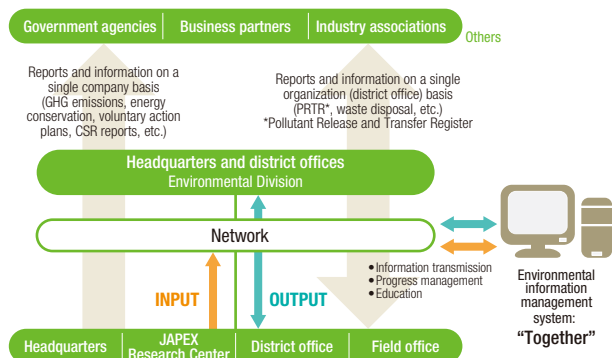 Government agencies
Business partners
Industry associations
Others
Reports and information on a
single company basis
(GHG emissions, energy
conservation, voluntary action
plans, CSR reports, etc.)
Reports and information on a single
organization (district office) basis
(PRTR*, waste disposal, etc.)
*Pollutant Release and Transfer Register
Headquarters and district offices
Environmental Division
Network
INPUT
OUTPUT
•Information transmission
•Progress management
•Education
Environmental
information
management
system:
“Together”
Headquarters
JAPEX
Research Center
District office
Field office